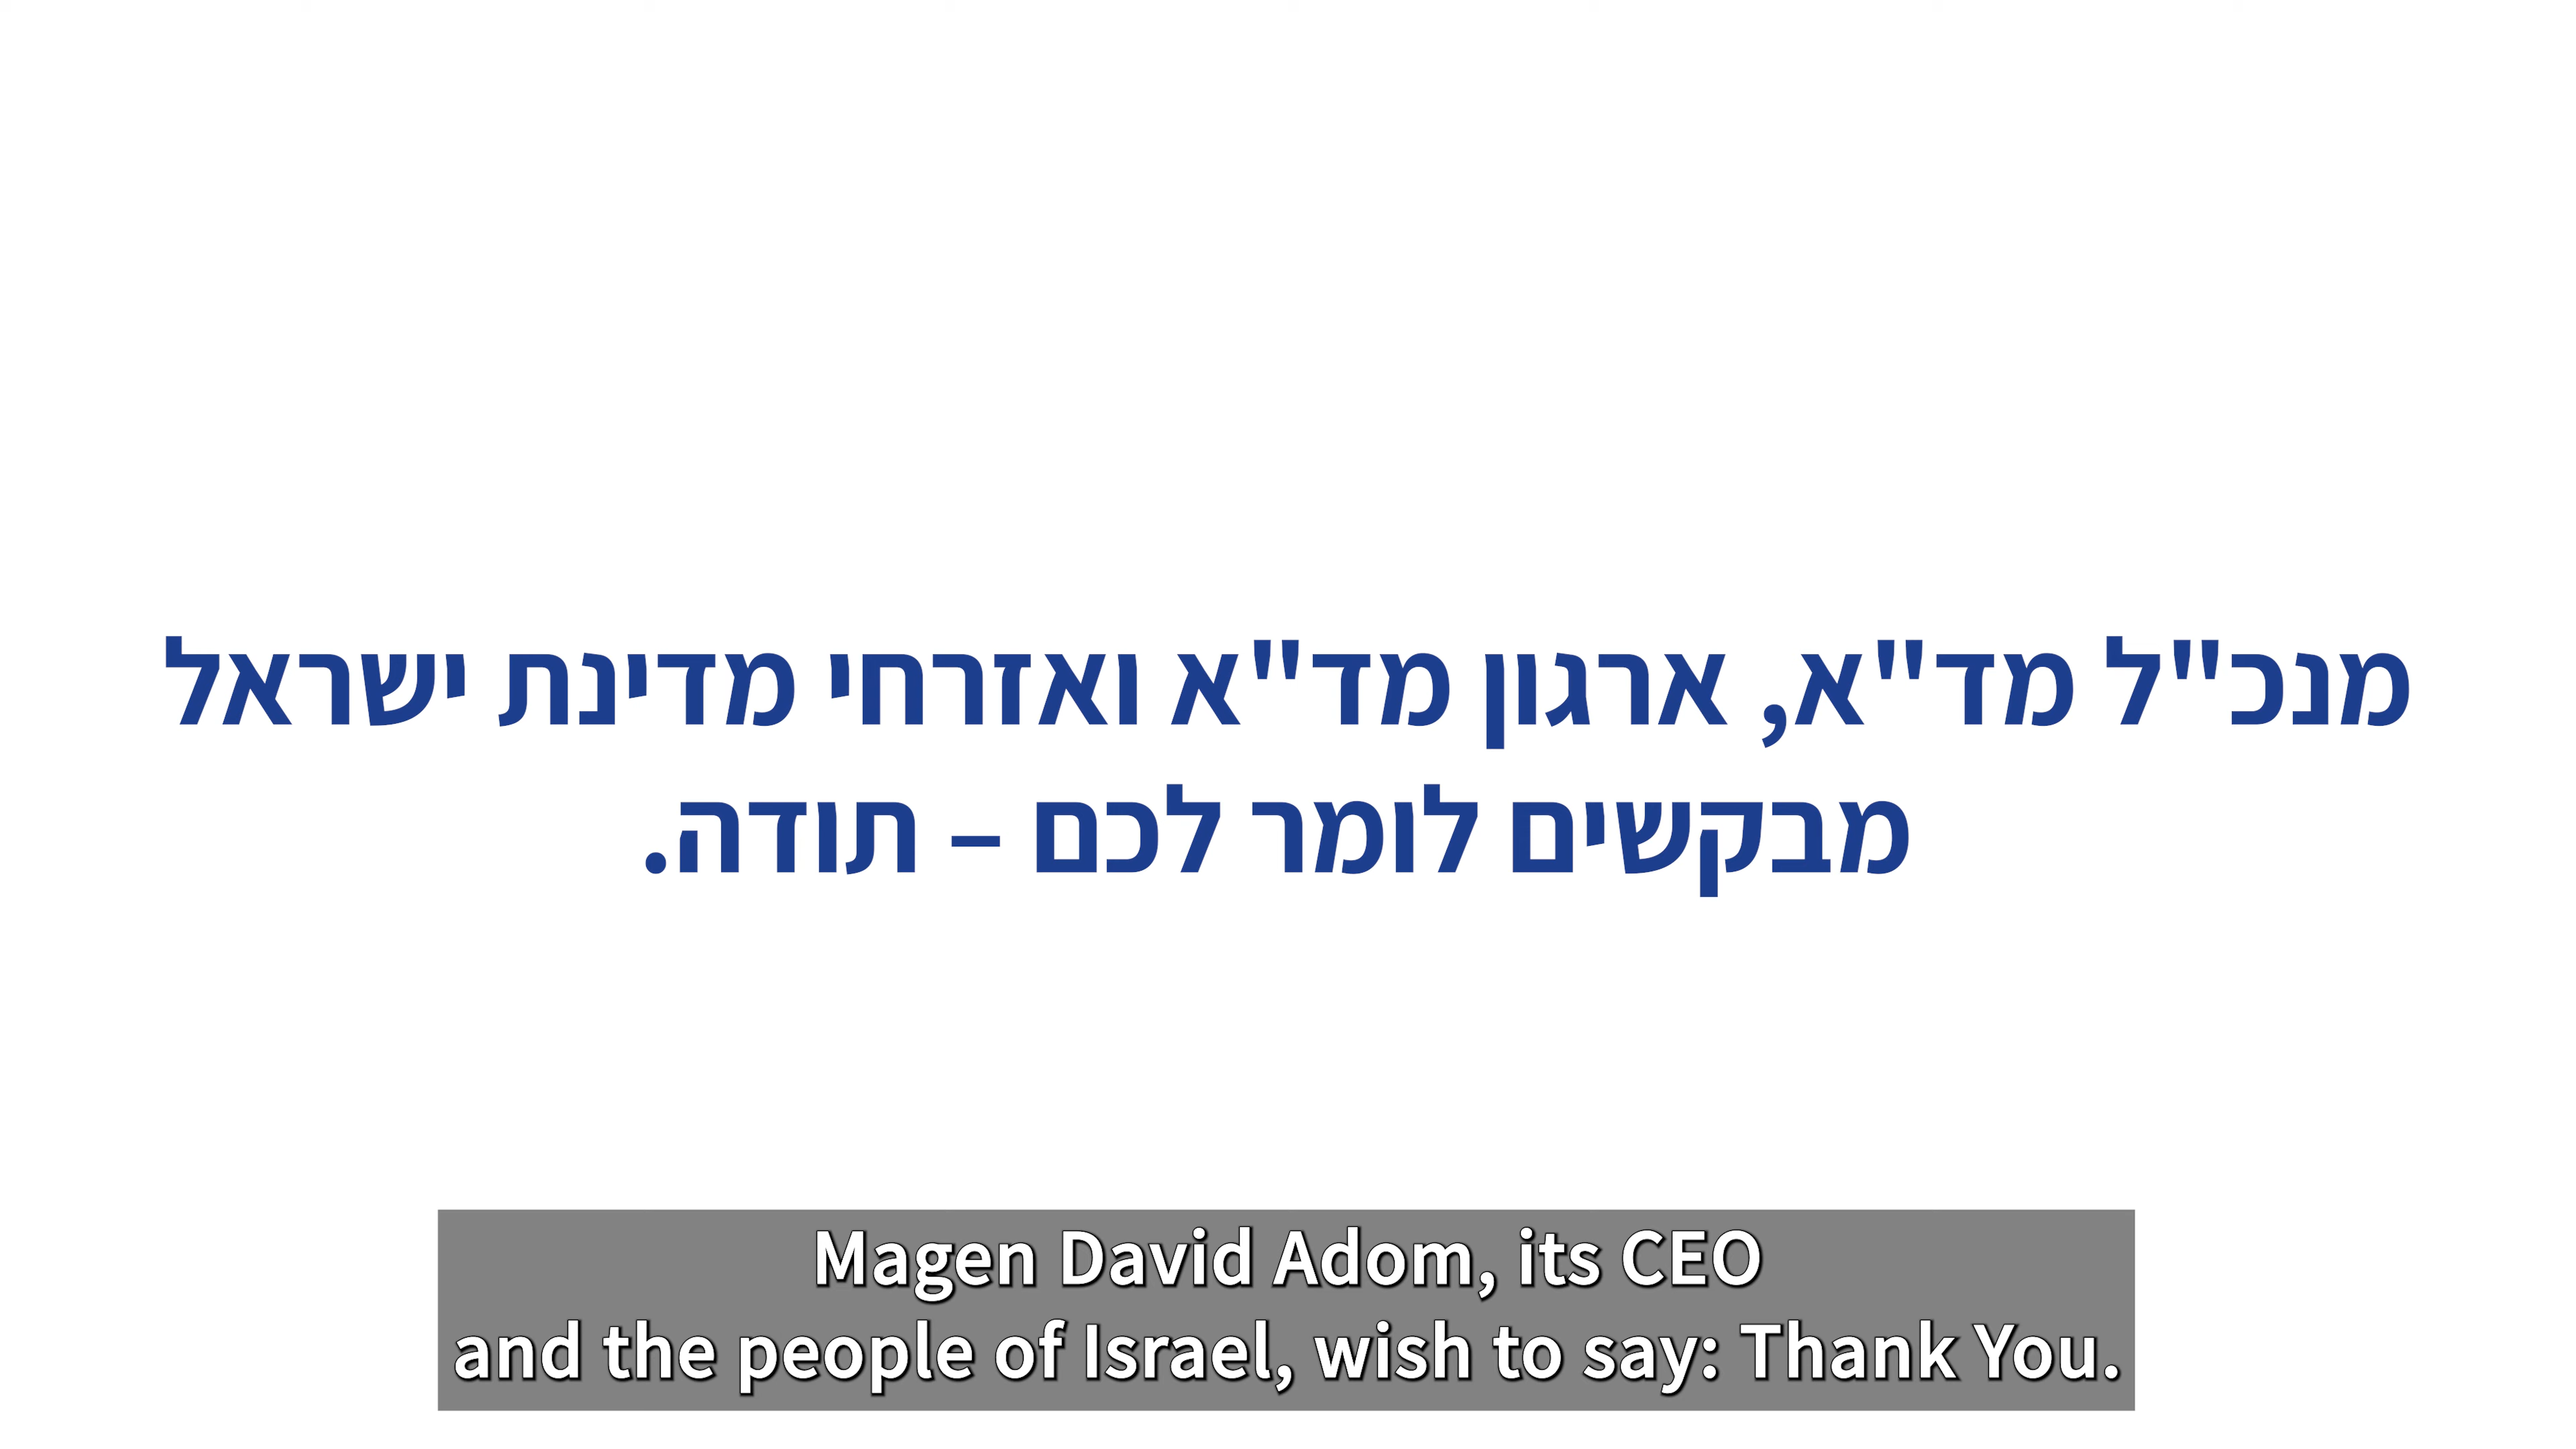 מנכ"ל מד"א, ארגון מד"א ואזרחי מדינת ישראל
מבקשים לומר לכם – תודה.
Magen David Adom, its CEO
and the people of Israel, wish to say: Thank You.